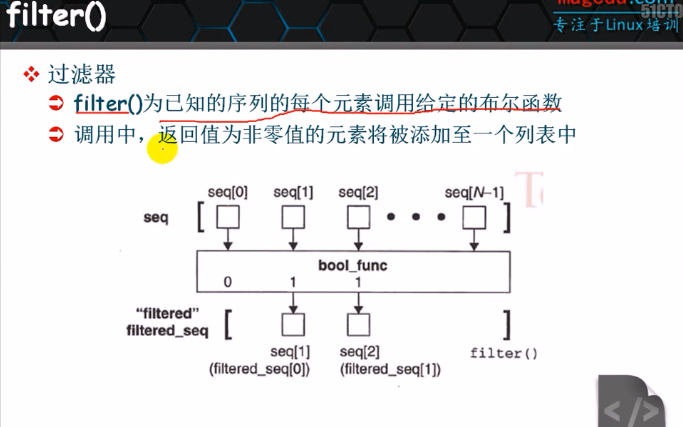 filter()
magedu.com
51CTO
专注于Linux培训
过滤器
filter()为已知的序列的每个元素调用给定的布尔函数
调用中，返回值为非零值的元素将被添加至一个列表中
seq[0] seq[1] seq[2] seq[N-1]
seq [ ]
bool_func
0 1 1
"filtered"
filtered_seq [ ]
seq[1] seq[2] filter()
(filtered_seq[0]) (filtered_seq[1])